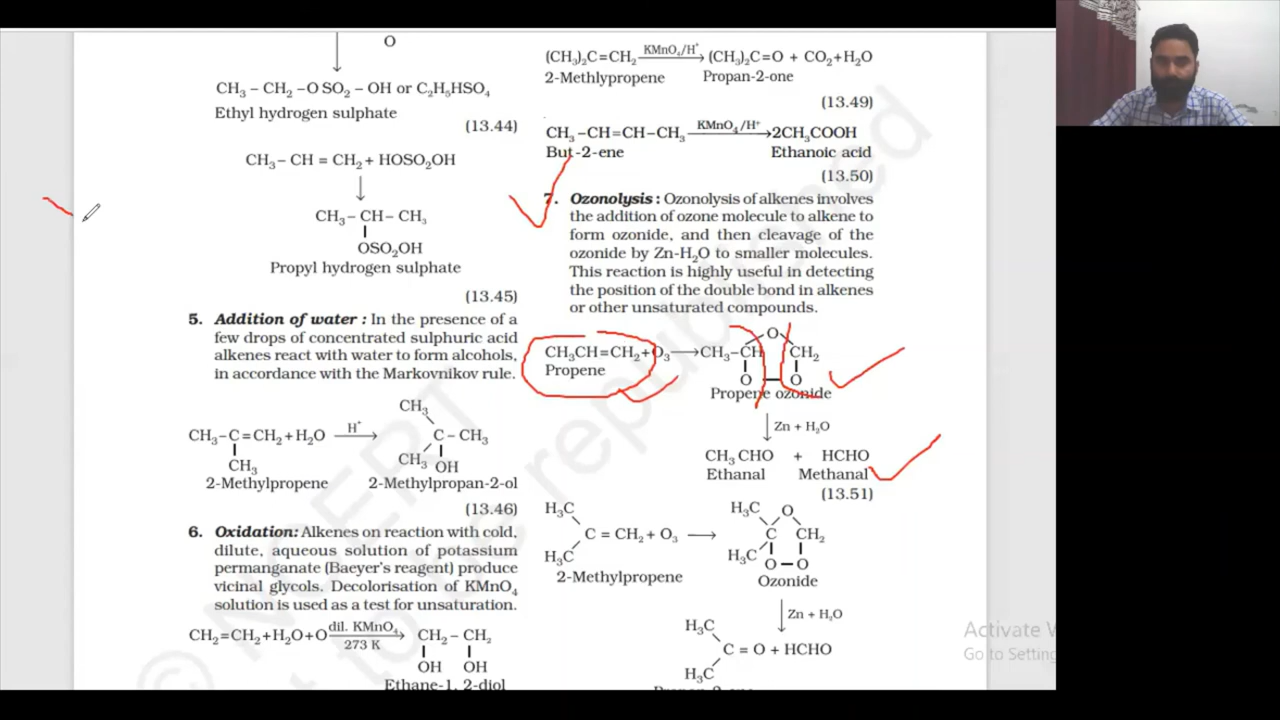 O
CH₃ – CH₂ –O SO₂ – OH or C₂H₅HSO₄
Ethyl hydrogen sulphate
(13.44)
CH₃ – CH = CH₂ + HOSO₂OH
CH₃ – CH – CH₃
OSO₂OH
Propyl hydrogen sulphate
(13.45)
5. Addition of water : In the presence of a
few drops of concentrated sulphuric acid
alkenes react with water to form alcohols,
in accordance with the Markovnikov rule.
CH₃
CH₃–C=CH₂+H₂O H⁺ → C – CH₃
CH₃ CH₃ OH
2-Methylpropene 2-Methylpropan-2-ol
(13.46)
6. Oxidation: Alkenes on reaction with cold,
dilute, aqueous solution of potassium
permanganate (Baeyer's reagent) produce
vicinal glycols. Decolorisation of KMnO₄
solution is used as a test for unsaturation.
CH₂=CH₂+H₂O+O dil. KMnO₄ → CH₂ – CH₂
273 K
OH OH
Ethane-1, 2-diol
(CH₃)₂C=CH₂ KMnO₄/H⁺ → (CH₃)₂C=O + CO₂+H₂O
2-Methlypropene Propan-2-one
(13.49)
CH₃ –CH=CH–CH₃ KMnO₄/H⁺ → 2CH₃COOH
But-2-ene Ethanoic acid
(13.50)
7. Ozonolysis : Ozonolysis of alkenes involves
the addition of ozone molecule to alkene to
form ozonide, and then cleavage of the
ozonide by Zn-H₂O to smaller molecules.
This reaction is highly useful in detecting
the position of the double bond in alkenes
or other unsaturated compounds.
O
CH₃CH=CH₂+O₃ → CH₃–CH CH₂
Propene O — O
Propene ozonide
Zn + H₂O
CH₃ CHO + HCHO
Ethanal Methanal
(13.51)
H₃C H₃C O
C = CH₂ + O₃ → C CH₂
H₃C H₃C O – O
2-Methylpropene Ozonide
Zn + H₂O
H₃C
C = O + HCHO
H₃C
© NCERT
not to be republished
Activate W
Go to Setting